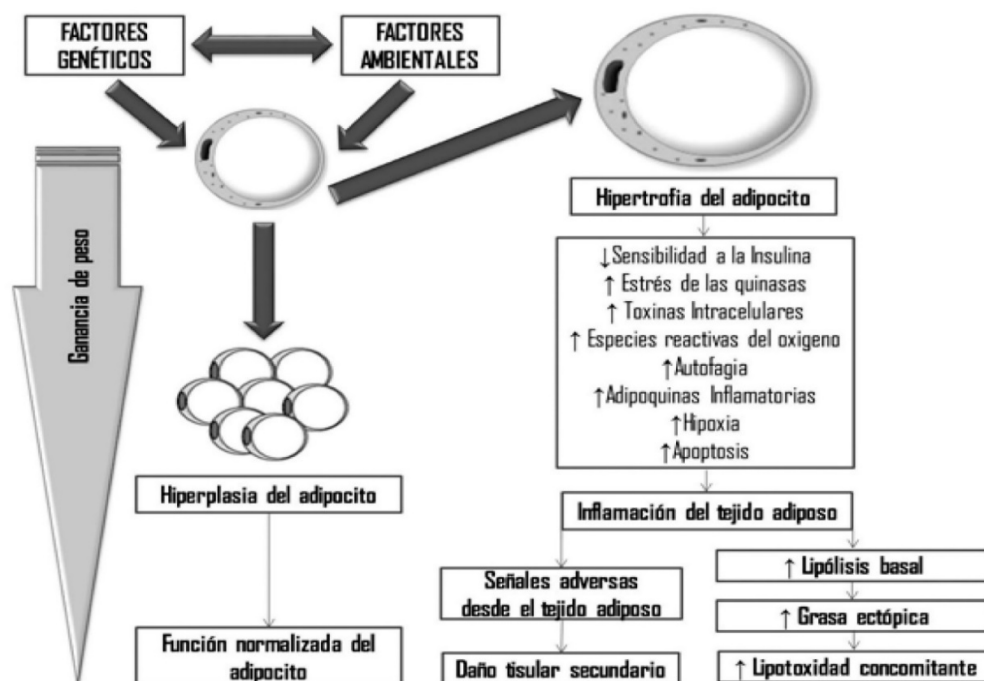 FACTORES
GENÉTICOS
FACTORES
AMBIENTALES
Ganancia de peso
Hipertrofia del adipocito
↓Sensibilidad a la Insulina
↑ Estrés de las quinasas
↑ Toxinas Intracelulares
↑ Especies reactivas del oxigeno
↑Autofagia
↑Adipoquinas Inflamatorias
↑Hipoxia
↑Apoptosis
Hiperplasia del adipocito
Inflamación del tejido adiposo
Señales adversas
desde el tejido adiposo
↑ Lipólisis basal
↑ Grasa ectópica
Función normalizada del
adipocito
Daño tisular secundario
↑ Lipotoxidad concomitante